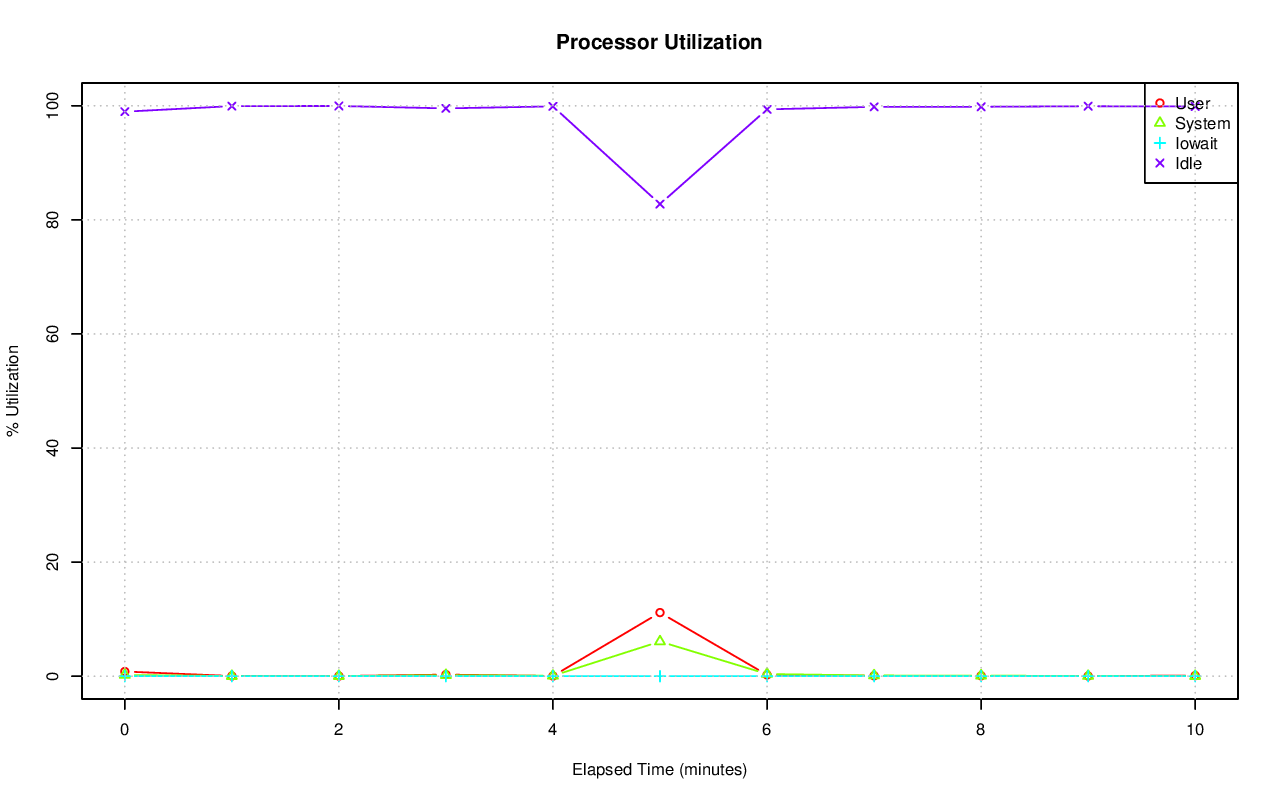 Processor Utilization
100
80
60
40
20
0
% Utilization
User
System
Iowait
Idle
0 2 4 6 8 10
Elapsed Time (minutes)